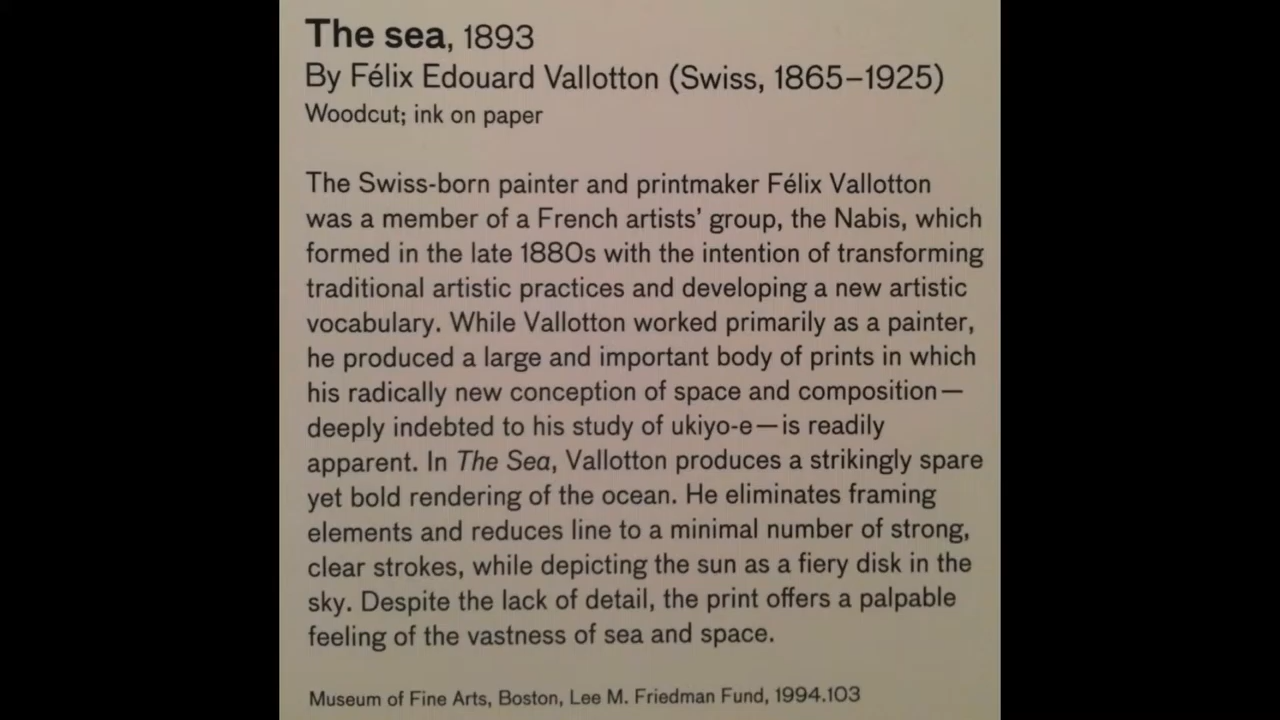 The sea, 1893
By Félix Edouard Vallotton (Swiss, 1865–1925)
Woodcut; ink on paper
The Swiss-born painter and printmaker Félix Vallotton
was a member of a French artists’ group, the Nabis, which
formed in the late 1880s with the intention of transforming
traditional artistic practices and developing a new artistic
vocabulary. While Vallotton worked primarily as a painter,
he produced a large and important body of prints in which
his radically new conception of space and composition—
deeply indebted to his study of ukiyo-e—is readily
apparent. In The Sea, Vallotton produces a strikingly spare
yet bold rendering of the ocean. He eliminates framing
elements and reduces line to a minimal number of strong,
clear strokes, while depicting the sun as a fiery disk in the
sky. Despite the lack of detail, the print offers a palpable
feeling of the vastness of sea and space.
Museum of Fine Arts, Boston, Lee M. Friedman Fund, 1994.103